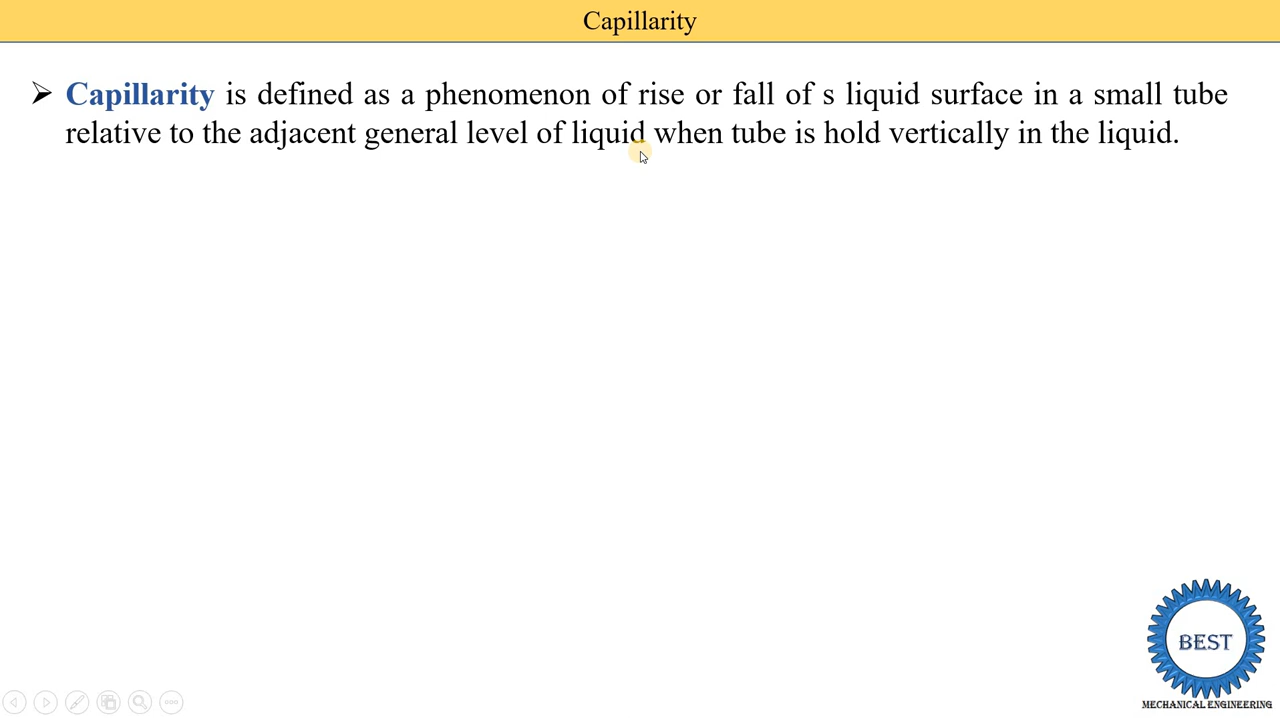 Capillarity
Capillarity is defined as a phenomenon of rise or fall of s liquid surface in a small tube
relative to the adjacent general level of liquid when tube is hold vertically in the liquid.
BEST
MECHANICAL ENGINEERING